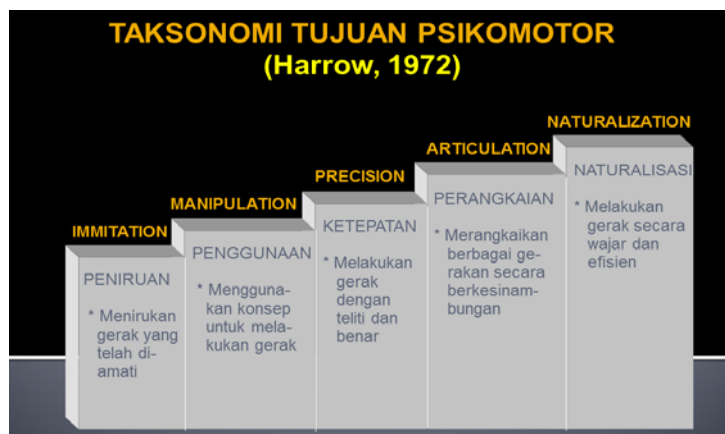 TAKSONOMI TUJUAN PSIKOMOTOR
(Harrow, 1972)
IMMITATION
PENIRUAN
* Menirukan
gerak yang
telah di-
amati
MANIPULATION
PENGGUNAAN
* Mengguna-
kan konsep
untuk mela-
kukan gerak
PRECISION
KETEPATAN
* Melakukan
gerak
dengan
teliti dan
benar
ARTICULATION
PERANGKAIAN
* Merangkaikan
berbagai ge-
rakan secara
berkesinam-
bungan
NATURALIZATION
NATURALISASI
* Melakukan
gerak secara
wajar dan
efisien